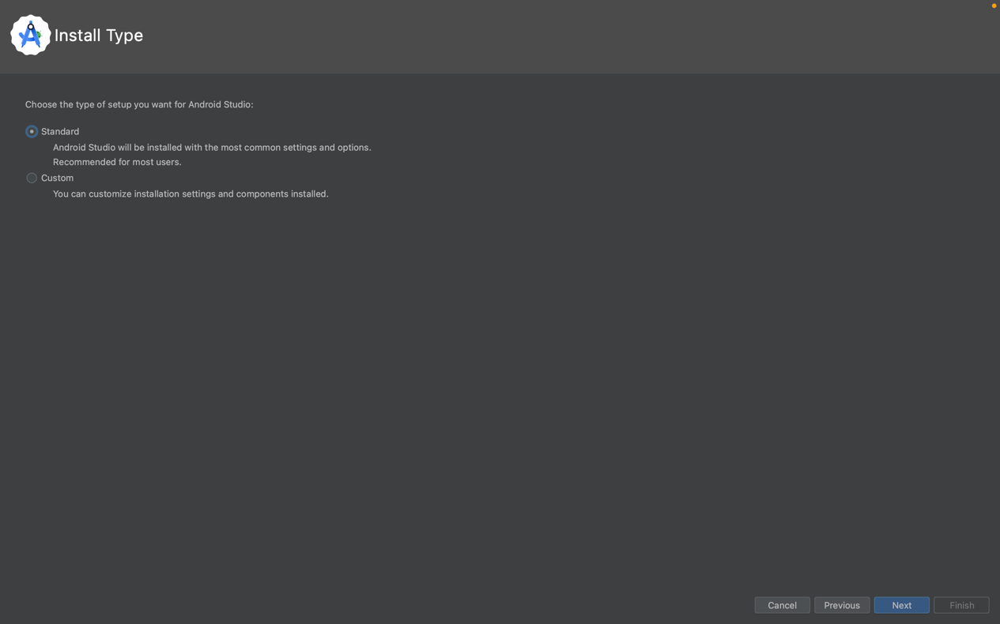 Install Type
Choose the type of setup you want for Android Studio:
Standard
Android Studio will be installed with the most common settings and options.
Recommended for most users.
Custom
You can customize installation settings and components installed.
Cancel
Previous
Next
Finish